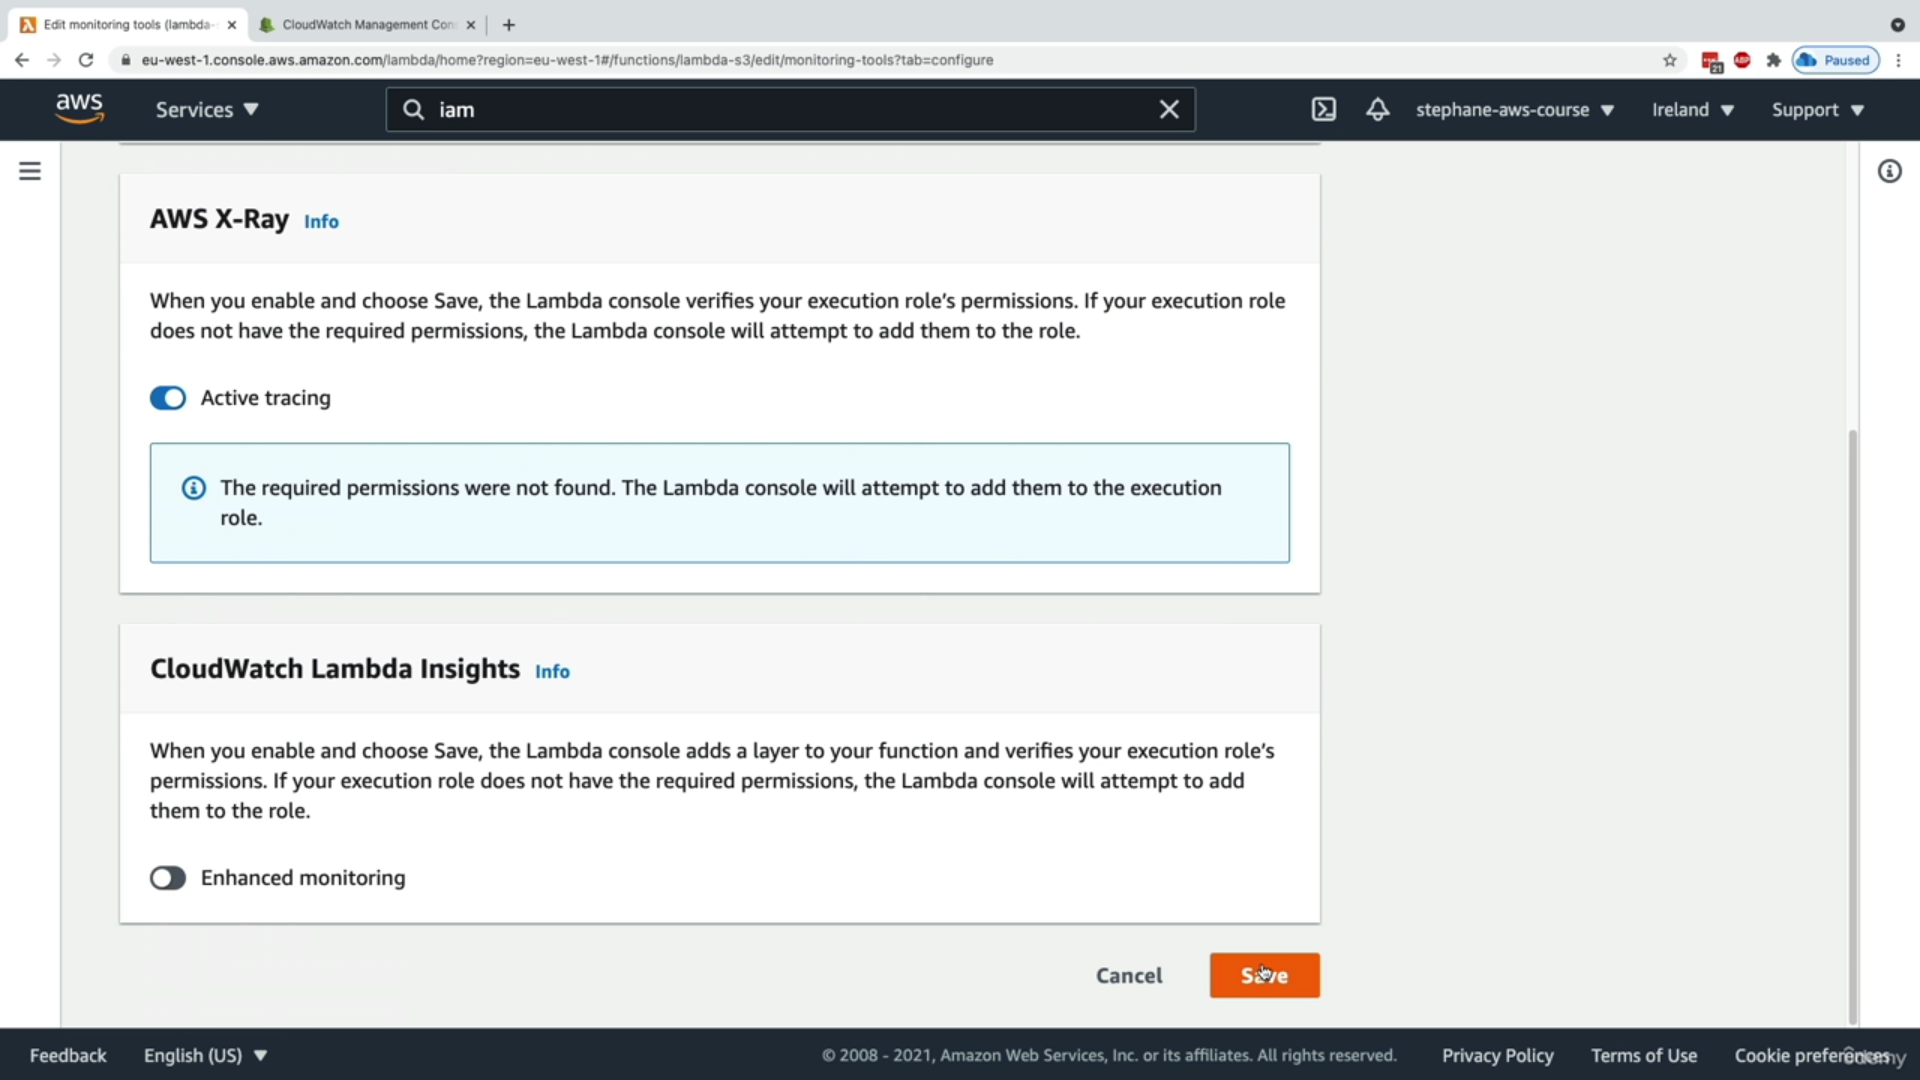 Edit monitoring tools (lambda-
CloudWatch Management Con
eu-west-1.console.aws.amazon.com/lambda/home?region=eu-west-1#/functions/lambda-s3/edit/monitoring-tools?tab=configure
21
ABP
Paused
aws
Services
iam
stephane-aws-course
Ireland
Support
AWS X-Ray Info
When you enable and choose Save, the Lambda console verifies your execution role's permissions. If your execution role
does not have the required permissions, the Lambda console will attempt to add them to the role.
Active tracing
The required permissions were not found. The Lambda console will attempt to add them to the execution
role.
CloudWatch Lambda Insights Info
When you enable and choose Save, the Lambda console adds a layer to your function and verifies your execution role's
permissions. If your execution role does not have the required permissions, the Lambda console will attempt to add
them to the role.
Enhanced monitoring
Cancel
Save
Feedback
English (US)
© 2008 - 2021, Amazon Web Services, Inc. or its affiliates. All rights reserved.
Privacy Policy
Terms of Use
Cookie preferences
ûdemy